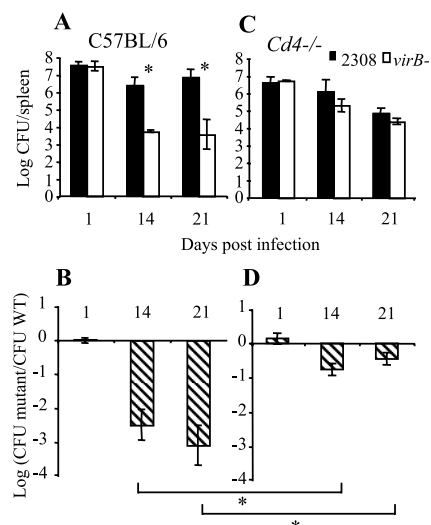 A
C57BL/6
C
Cd4-/-
2308
virB-
Log CFU/spleen
8
7
6
5
4
3
2
1
0
*
*
1 14 21
8
7
6
5
4
3
2
1
0
1 14 21
Days post infection
B
D
Log (CFU mutant/CFU WT)
1
0
-1
-2
-3
-4
1 14 21
1
0
-1
-2
-3
-4
1 14 21
*
*